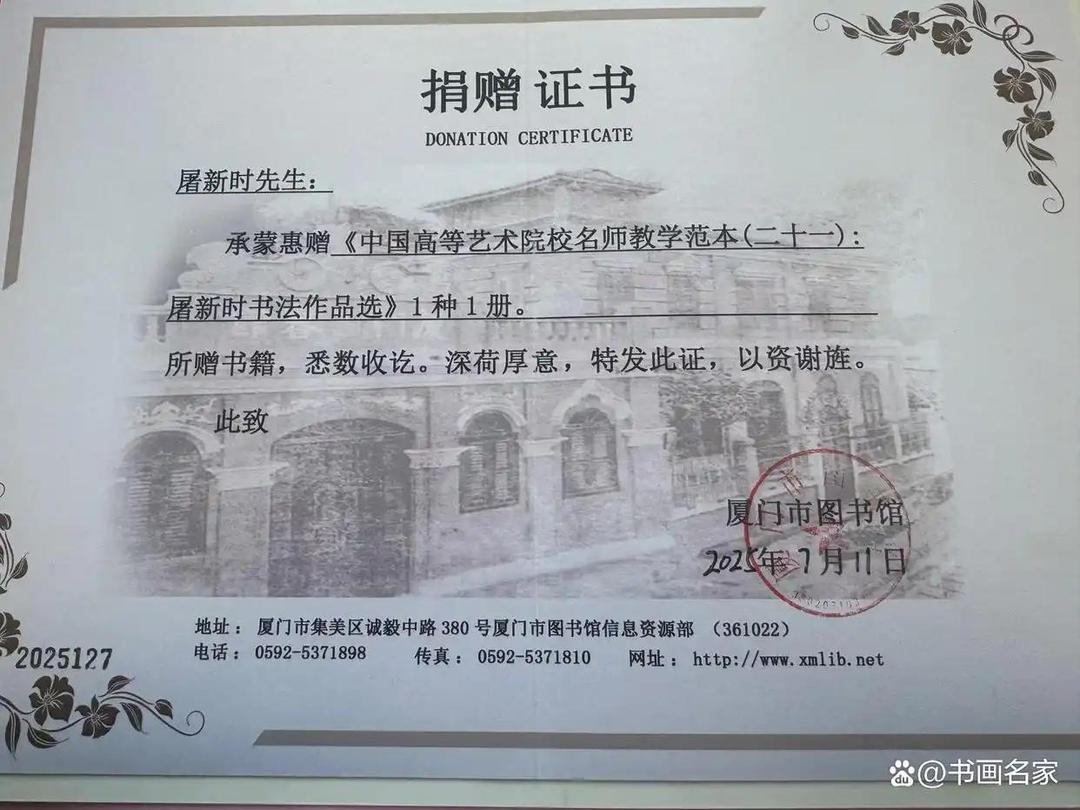 捐赠证书
DONATION CERTIFICATE
屠新时先生：
承蒙惠赠《中国高等艺术院校名师教学范本(二十一)：
屠新时书法作品选》1种1册。
所赠书籍，悉数收讫。深荷厚意，特发此证，以资谢旌。
此致
厦门市图书馆
2025年7月11日
地址：厦门市集美区诚毅中路380号厦门市图书馆信息资源部（361022）
电话：0592-5371898 传真：0592-5371810 网址：http://www.xmlib.net
2025127
du@书画名家